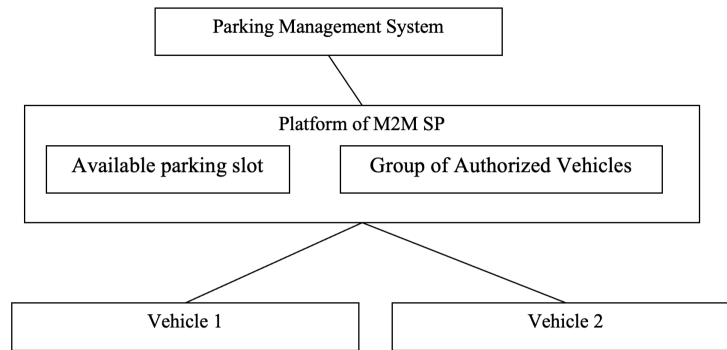 Parking Management System
Platform of M2M SP
Available parking slot
Group of Authorized Vehicles
Vehicle 1
Vehicle 2